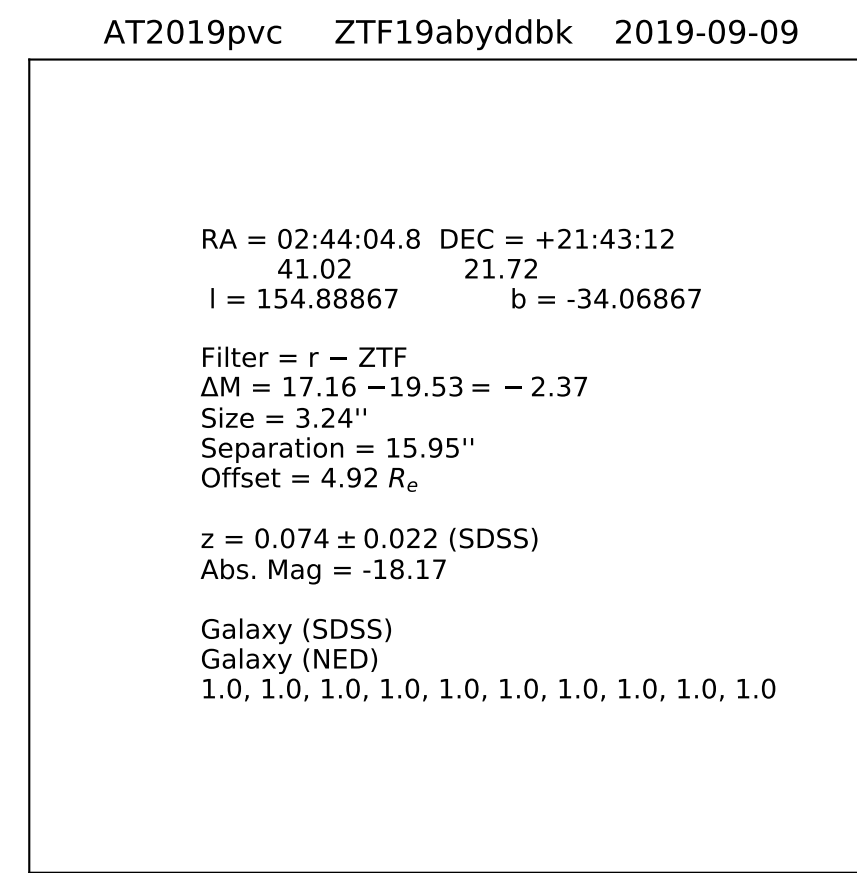 AT2019pvc ZTF19abyddbk 2019-09-09
RA = 02:44:04.8 DEC = +21:43:12
41.02 21.72
l = 154.88867 b = -34.06867
Filter = r − ZTF
ΔM = 17.16 −19.53 = − 2.37
Size = 3.24''
Separation = 15.95''
Offset = 4.92 Re
z = 0.074 ± 0.022 (SDSS)
Abs. Mag = -18.17
Galaxy (SDSS)
Galaxy (NED)
1.0, 1.0, 1.0, 1.0, 1.0, 1.0, 1.0, 1.0, 1.0, 1.0